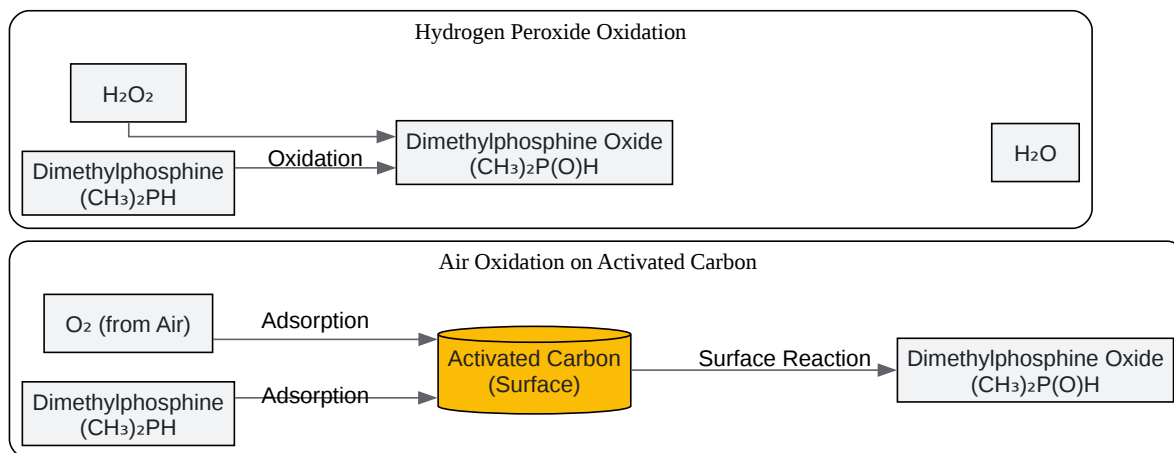 Hydrogen Peroxide Oxidation
H₂O₂
Dimethylphosphine
(CH₃)₂PH
Oxidation
Dimethylphosphine Oxide
(CH₃)₂P(O)H
H₂O
Air Oxidation on Activated Carbon
O₂ (from Air)
Adsorption
Dimethylphosphine
(CH₃)₂PH
Adsorption
Activated Carbon
(Surface)
Surface Reaction
Dimethylphosphine Oxide
(CH₃)₂P(O)H